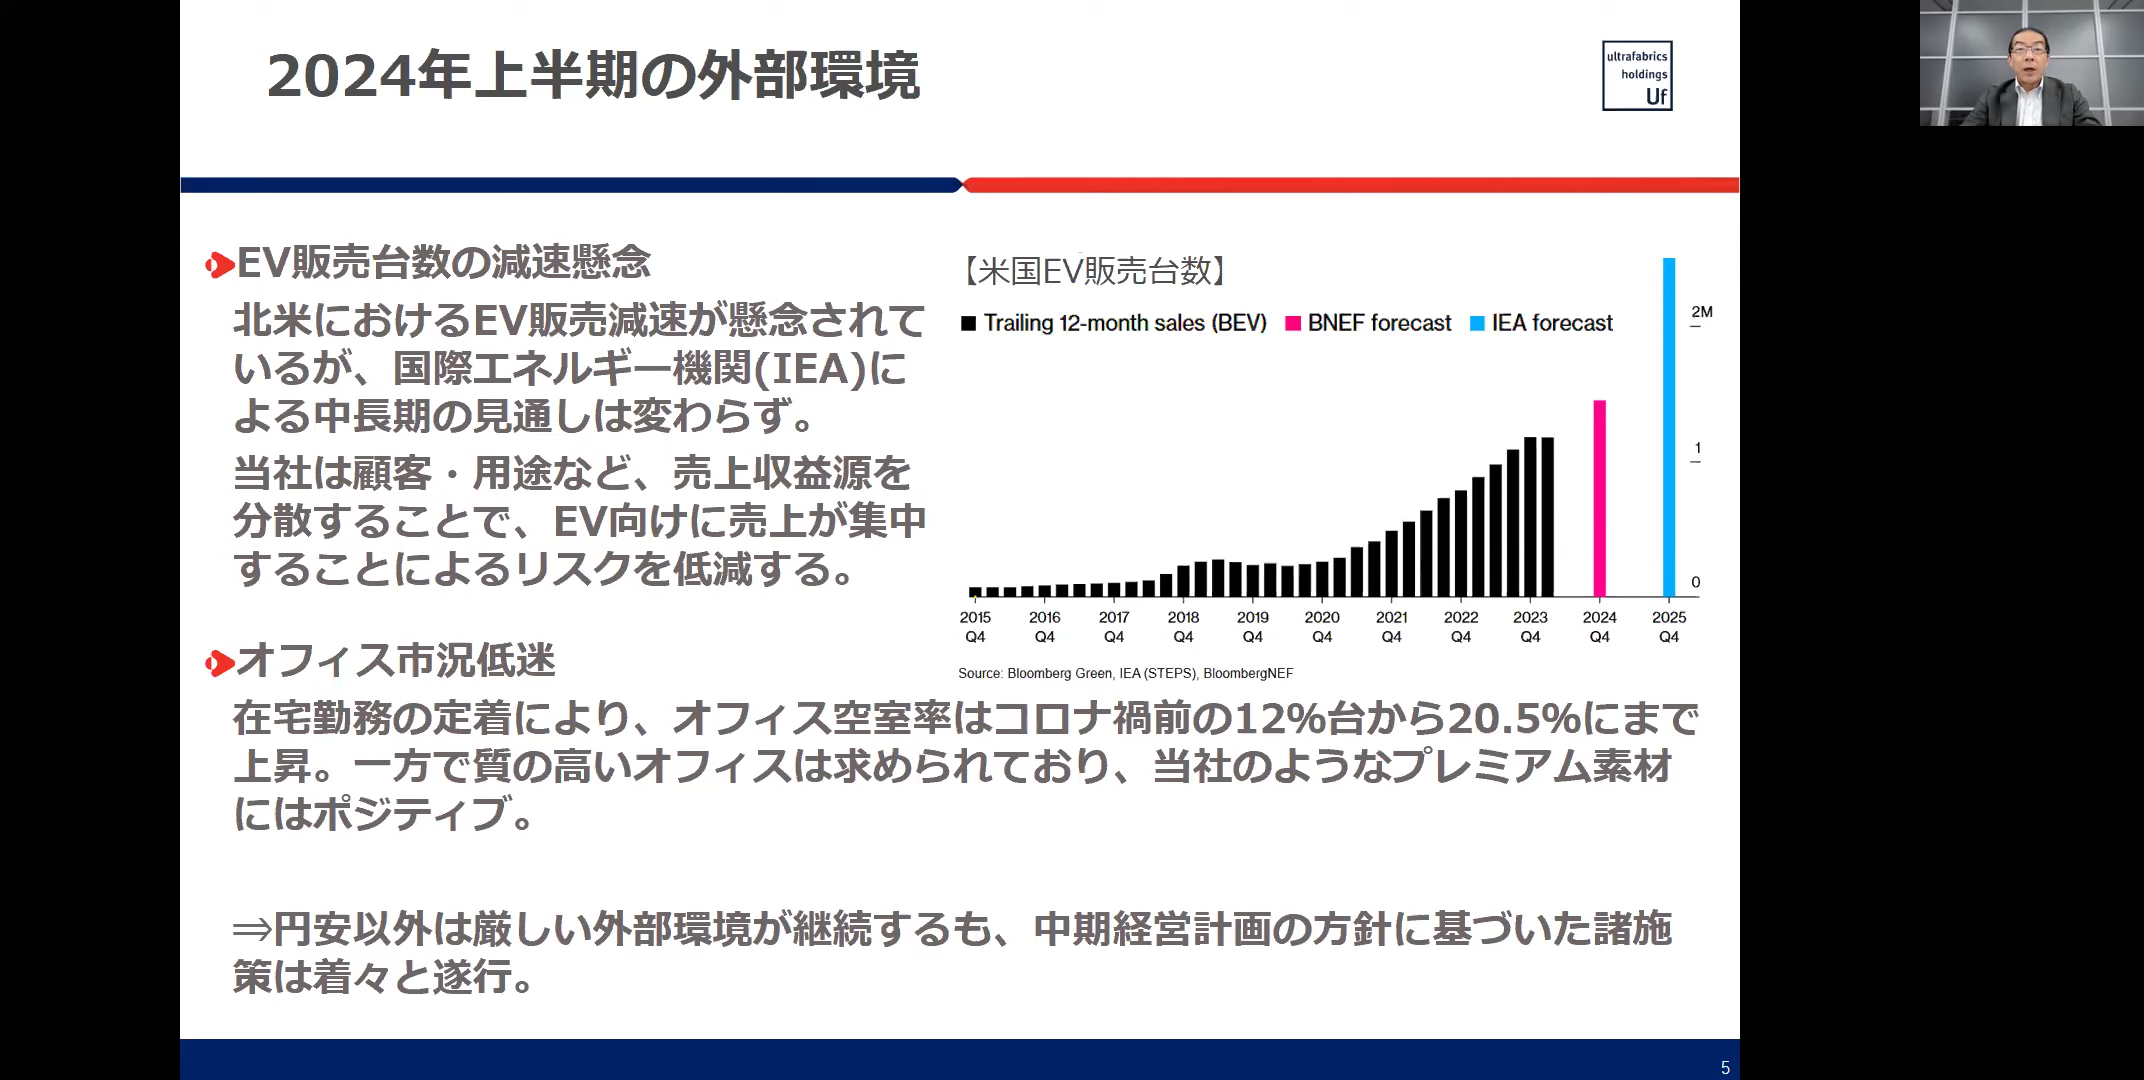 2024年上半期の外部環境
ultrafabrics
holdings
Uf
EV販売台数の減速懸念
北米におけるEV販売減速が懸念されて
いるが、国際エネルギー機関(IEA)に
よる中長期の見通しは変わらず。
当社は顧客・用途など、売上収益源を
分散することで、EV向けに売上が集中
することによるリスクを低減する。
【米国EV販売台数】
Trailing 12-month sales (BEV) BNEF forecast IEA forecast
2M
1
0
2015 2016 2017 2018 2019 2020 2021 2022 2023 2024 2025
Q4 Q4 Q4 Q4 Q4 Q4 Q4 Q4 Q4 Q4 Q4
Source: Bloomberg Green, IEA (STEPS), BloombergNEF
オフィス市況低迷
在宅勤務の定着により、オフィス空室率はコロナ禍前の12%台から20.5%にまで
上昇。一方で質の高いオフィスは求められており、当社のようなプレミアム素材
にはポジティブ。
⇒円安以外は厳しい外部環境が継続するも、中期経営計画の方針に基づいた諸施
策は着々と遂行。
5